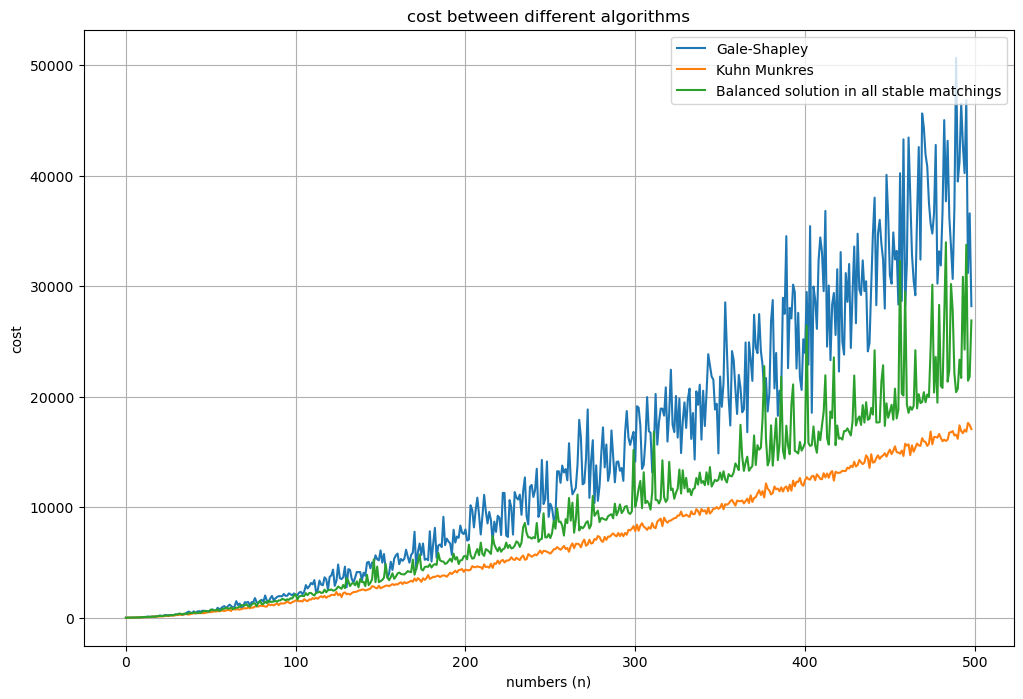 cost between different algorithms
Gale-Shapley
Kuhn Munkres
Balanced solution in all stable matchings
50000
40000
30000
20000
10000
0
cost
0 100 200 300 400 500
numbers (n)